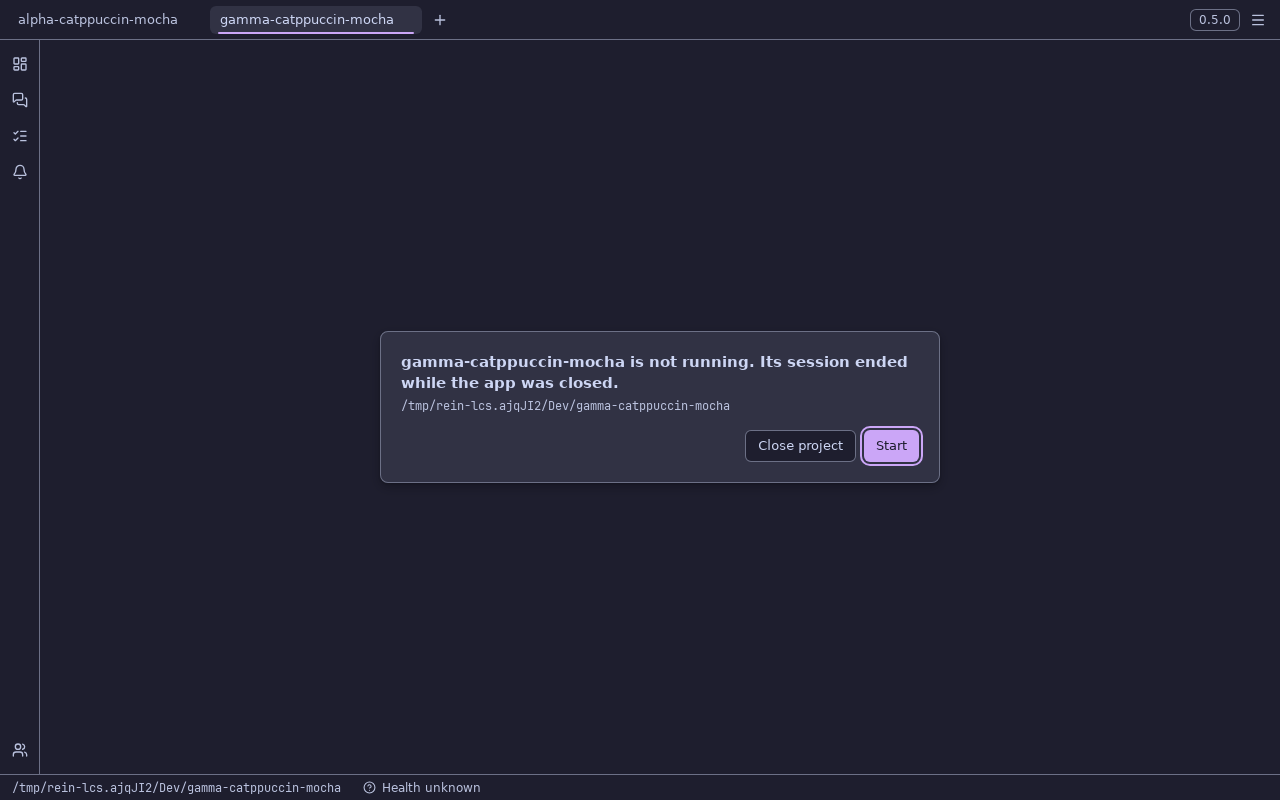 alpha-catppuccin-mocha
gamma-catppuccin-mocha
0.5.0
gamma-catppuccin-mocha is not running. Its session ended
while the app was closed.
/tmp/rein-lcs.ajqJI2/Dev/gamma-catppuccin-mocha
Close project
Start
/tmp/rein-lcs.ajqJI2/Dev/gamma-catppuccin-mocha
Health unknown